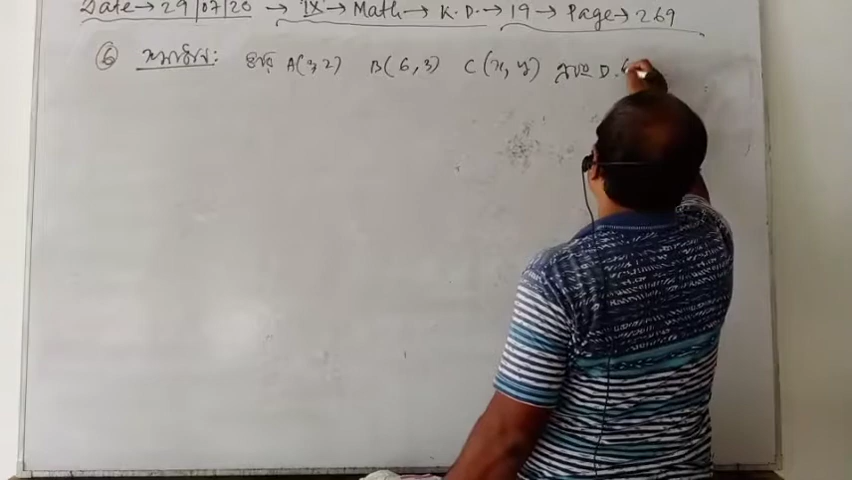 Date → 29/07/20 → IX → Math → K.D. → 19 → Page → 269
⑥ সমাধান: ধরি A(3,2) B(6,3) C(x,y) এবং D.